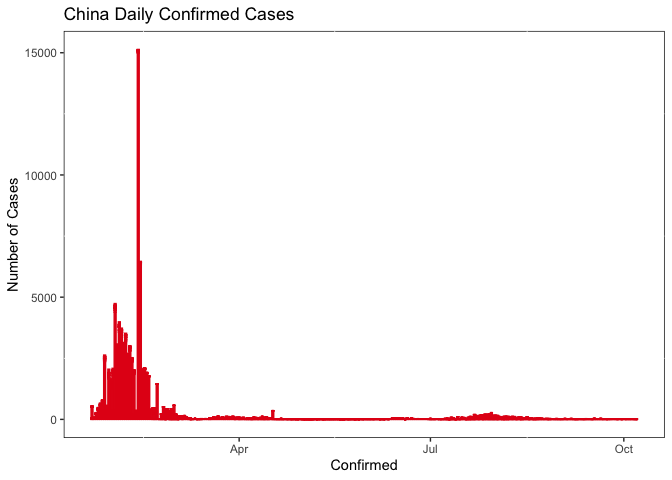 China Daily Confirmed Cases
Number of Cases
15000
10000
5000
0
Apr
Jul
Oct
Confirmed